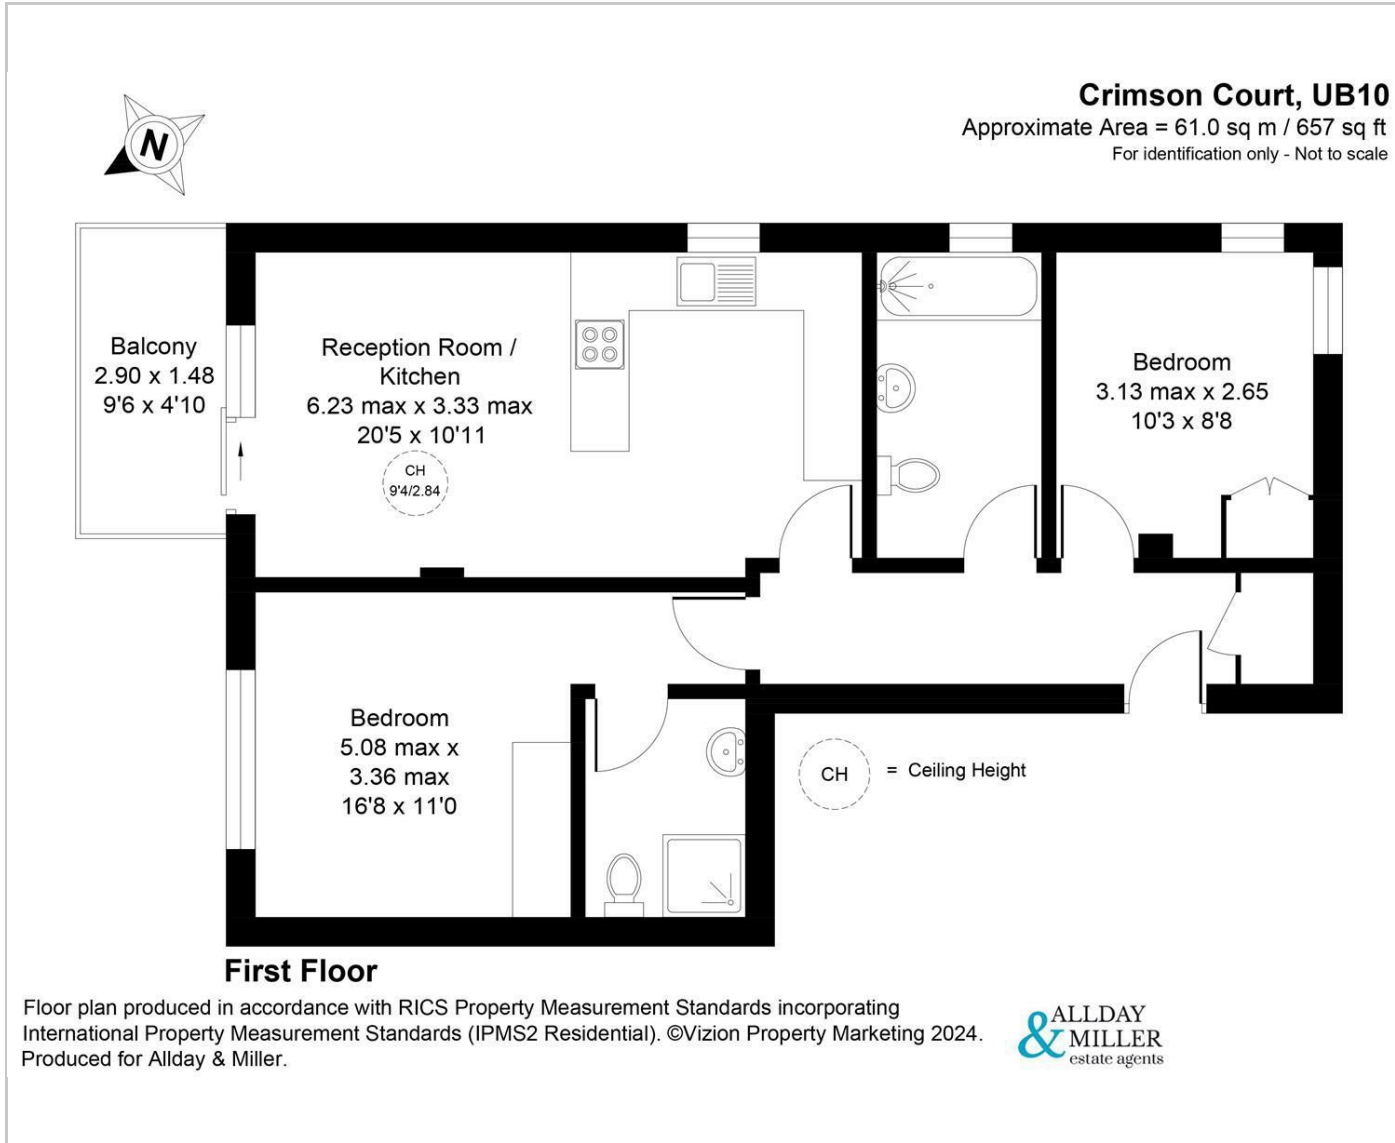 Crimson Court, UB10
Approximate Area = 61.0 sq m / 657 sq ft
For identification only - Not to scale
N
Balcony
2.90 x 1.48
9'6 x 4'10
Reception Room /
Kitchen
6.23 max x 3.33 max
20'5 x 10'11
CH
9'4/2.84
Bedroom
3.13 max x 2.65
10'3 x 8'8
Bedroom
5.08 max x
3.36 max
16'8 x 11'0
CH = Ceiling Height
First Floor
Floor plan produced in accordance with RICS Property Measurement Standards incorporating
International Property Measurement Standards (IPMS2 Residential). ©Vizion Property Marketing 2024.
Produced for Allday & Miller.
ALLDAY
& MILLER
estate agents